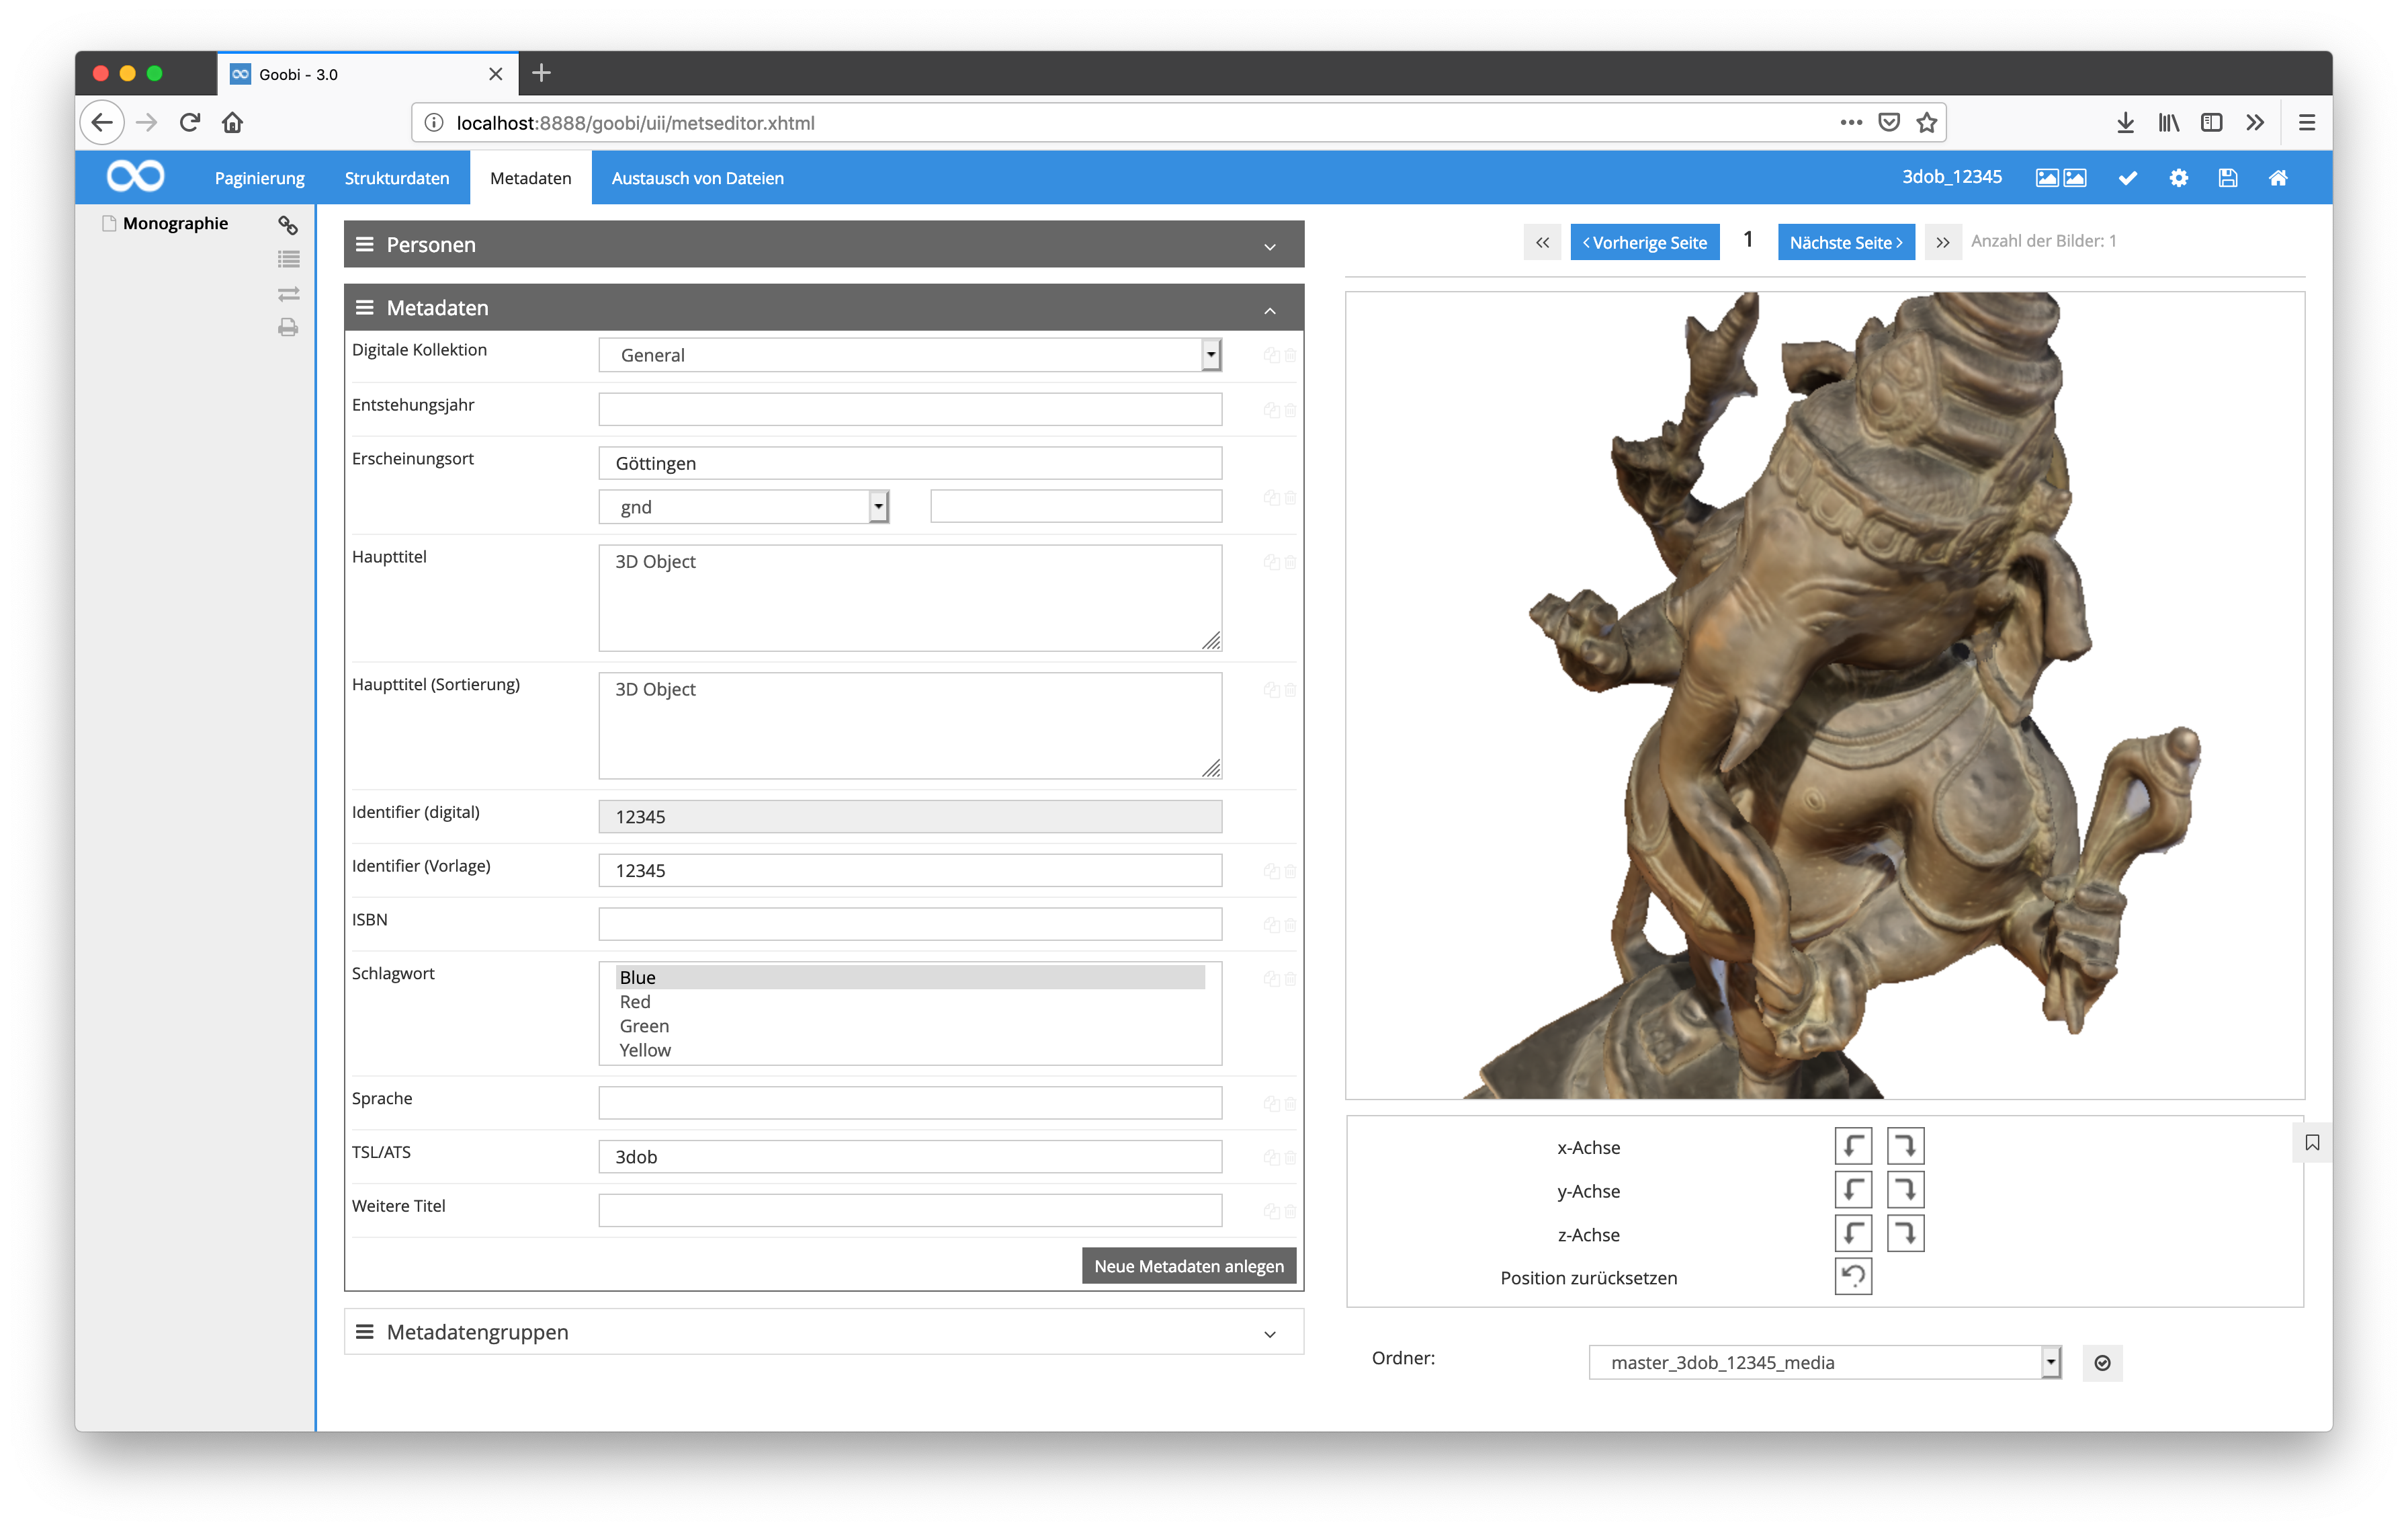 Goobi - 3.0
localhost:8888/goobi/uii/metseditor.xhtml
Paginierung Strukturdaten Metadaten Austausch von Dateien 3dob_12345
Monographie
Personen
Metadaten
Digitale Kollektion General
Entstehungsjahr
Erscheinungsort Göttingen
gnd
Haupttitel 3D Object
Haupttitel (Sortierung) 3D Object
Identifier (digital) 12345
Identifier (Vorlage) 12345
ISBN
Schlagwort Blue
Red
Green
Yellow
Sprache
TSL/ATS 3dob
Weitere Titel
Neue Metadaten anlegen
Metadatengruppen
Vorherige Seite 1 Nächste Seite Anzahl der Bilder: 1
x-Achse
y-Achse
z-Achse
Position zurücksetzen
Ordner: master_3dob_12345_media